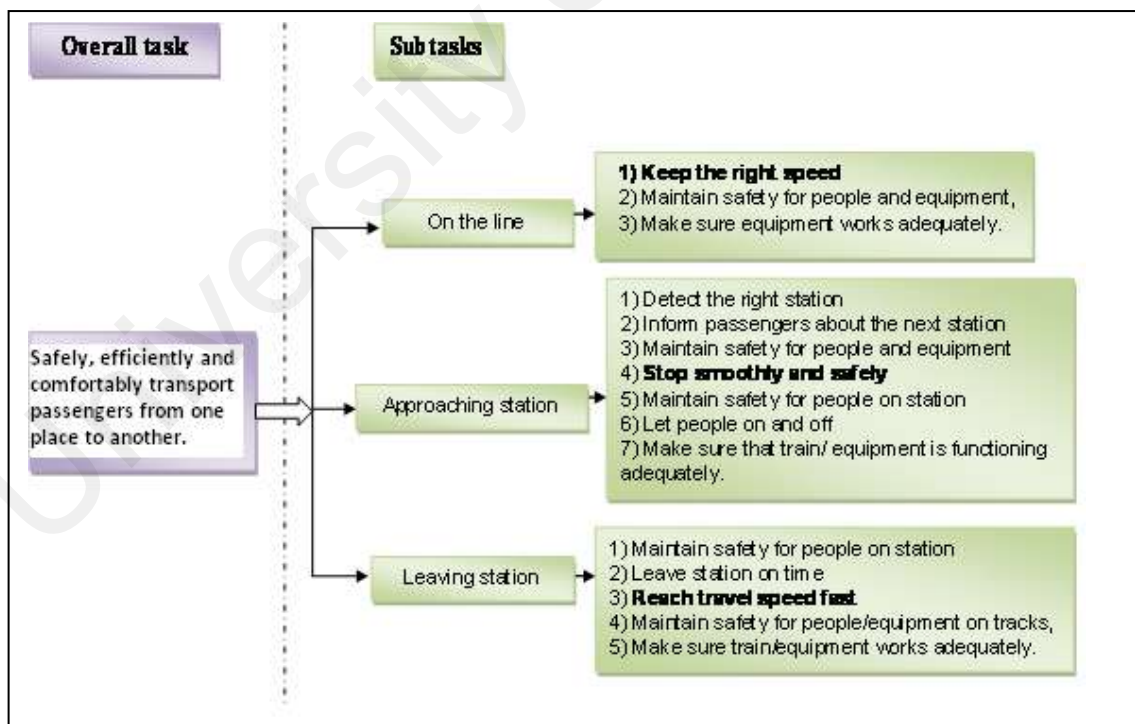 Overall task
Sub tasks
On the line
1) Keep the right speed
2) Maintain safety for people and equipment,
3) Make sure equipment works adequately.
Safely, efficiently and
comfortably transport
passengers from one
place to another.
Approaching station
1) Detect the right station
2) Inform passengers about the next station
3) Maintain safety for people and equipment
4) Stop smoothly and safely
5) Maintain safety for people on station
6) Let people on and off
7) Make sure that train/ equipment is functioning
adequately.
Leaving station
1) Maintain safety for people on station
2) Leave station on time
3) Reach travel speed fast
4) Maintain safety for people/equipment on tracks,
5) Make sure train/equipment works adequately.
University